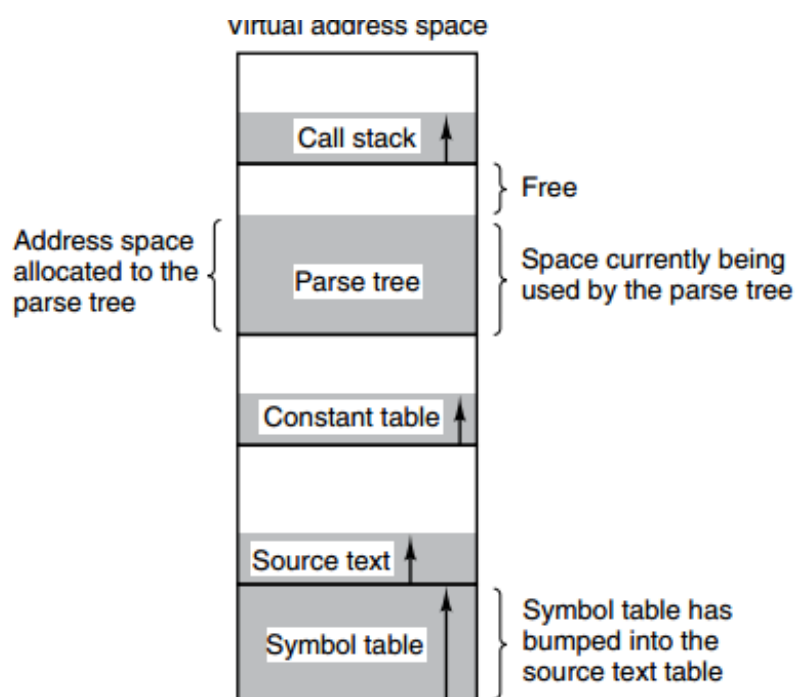 Virtual address space
Call stack
Free
Address space
allocated to the
parse tree
Parse tree
Space currently being
used by the parse tree
Constant table
Source text
Symbol table
Symbol table has
bumped into the
source text table